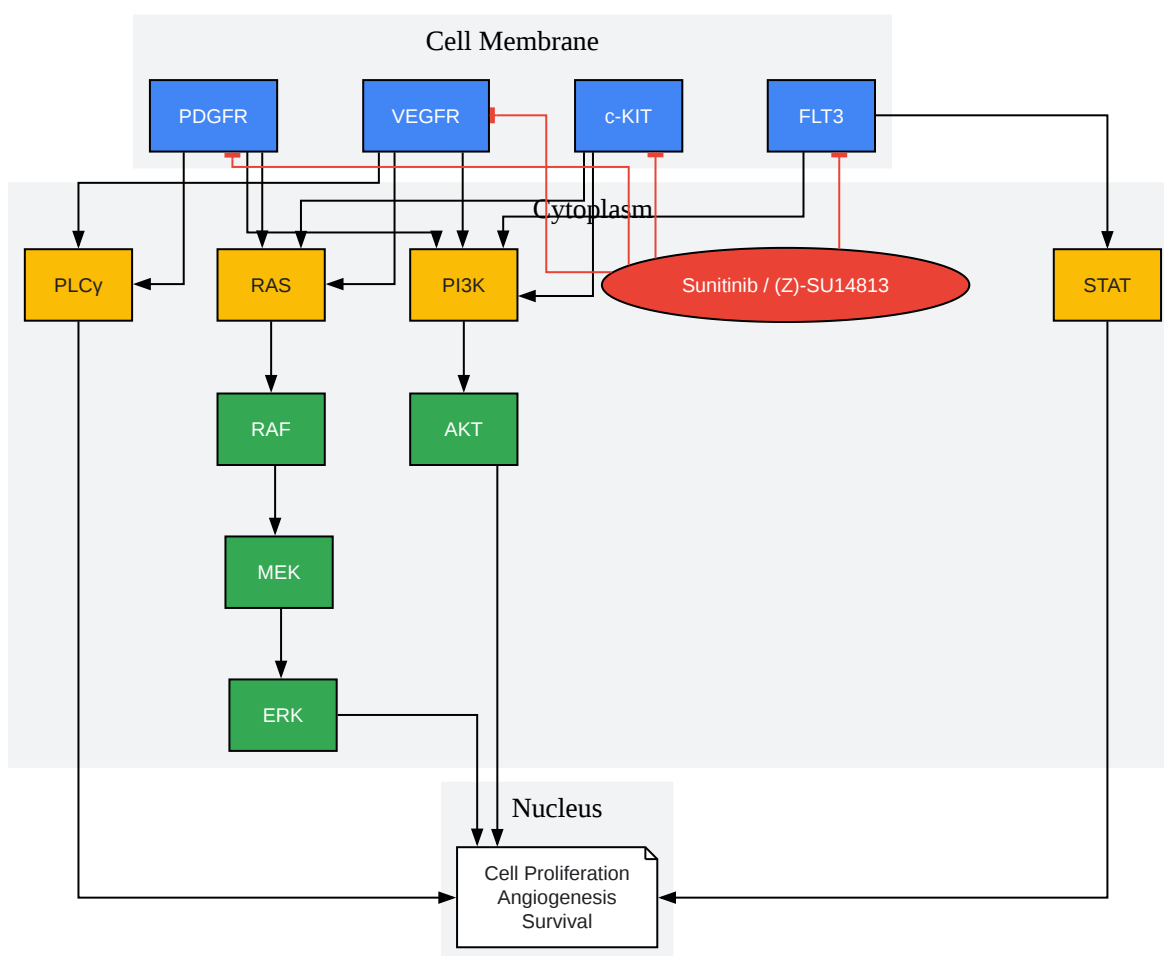 Cell Membrane
PDGFR
VEGFR
c-KIT
FLT3
Cytoplasm
PLCγ
RAS
PI3K
Sunitinib / (Z)-SU14813
STAT
RAF
AKT
MEK
ERK
Nucleus
Cell Proliferation
Angiogenesis
Survival